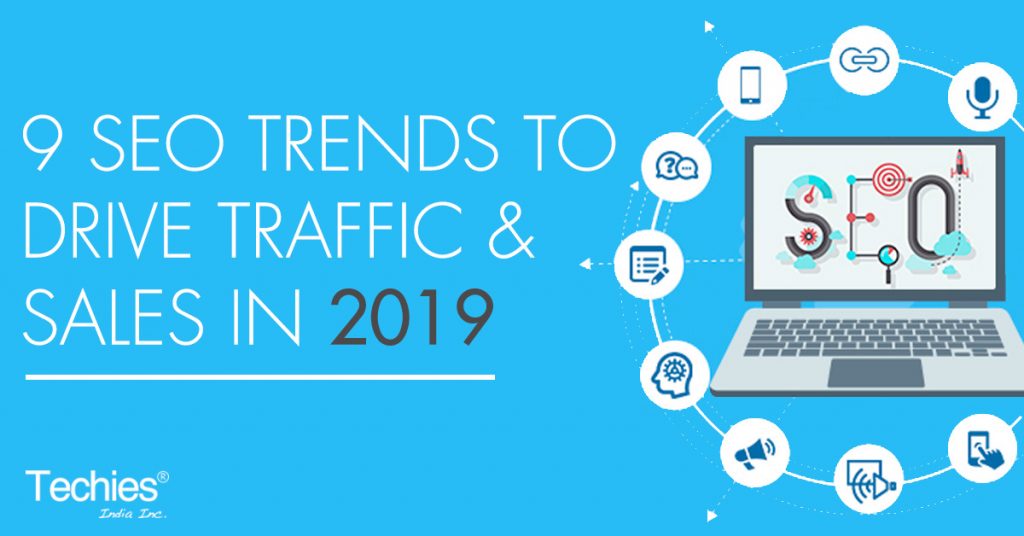 9 SEO TRENDS TO
DRIVE TRAFFIC &
SALES IN 2019
SEO
Techies®
India Inc.